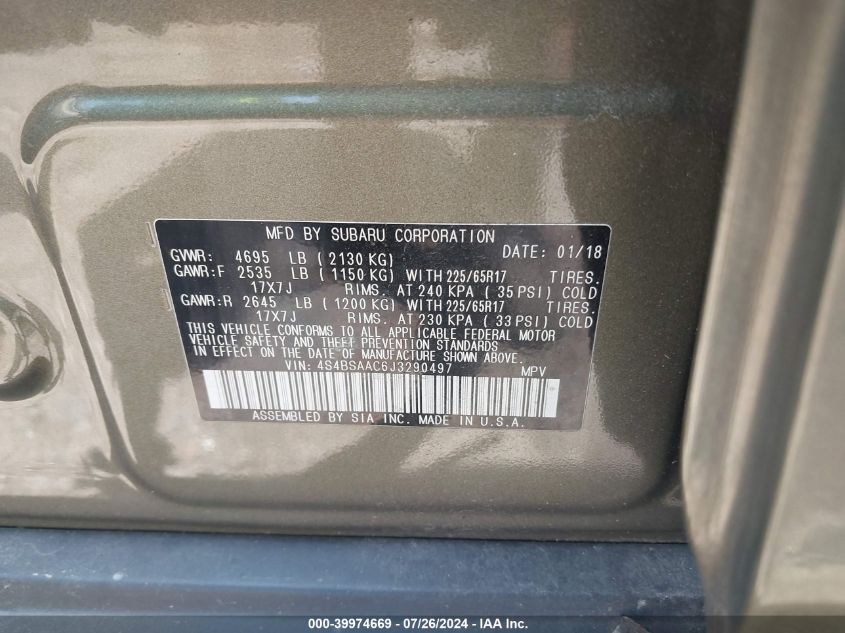 MFD BY SUBARU CORPORATION
GVWR: 4695 LB ( 2130 KG) DATE: 01/18
GAWR:F 2535 LB ( 1150 KG) WITH 225/65R17 TIRES.
17X7J RIMS. AT 240 KPA ( 35 PSI) COLD
GAWR:R 2645 LB ( 1200 KG) WITH 225/65R17 TIRES.
17X7J RIMS. AT 230 KPA ( 33 PSI) COLD
THIS VEHICLE CONFORMS TO ALL APPLICABLE FEDERAL MOTOR
VEHICLE SAFETY AND THEFT PREVENTION STANDARDS
IN EFFECT ON THE DATE OF MANUFACTURE SHOWN ABOVE.
VIN: 4S4BSAAC6J3290497 MPV
ASSEMBLED BY SIA INC. MADE IN U.S.A.
000-39974669 - 07/26/2024 - IAA Inc.